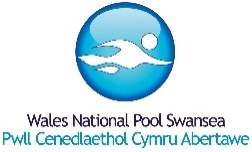 Wales National Pool Swansea
Pwll Cenedlaethol Cymru Abertawe